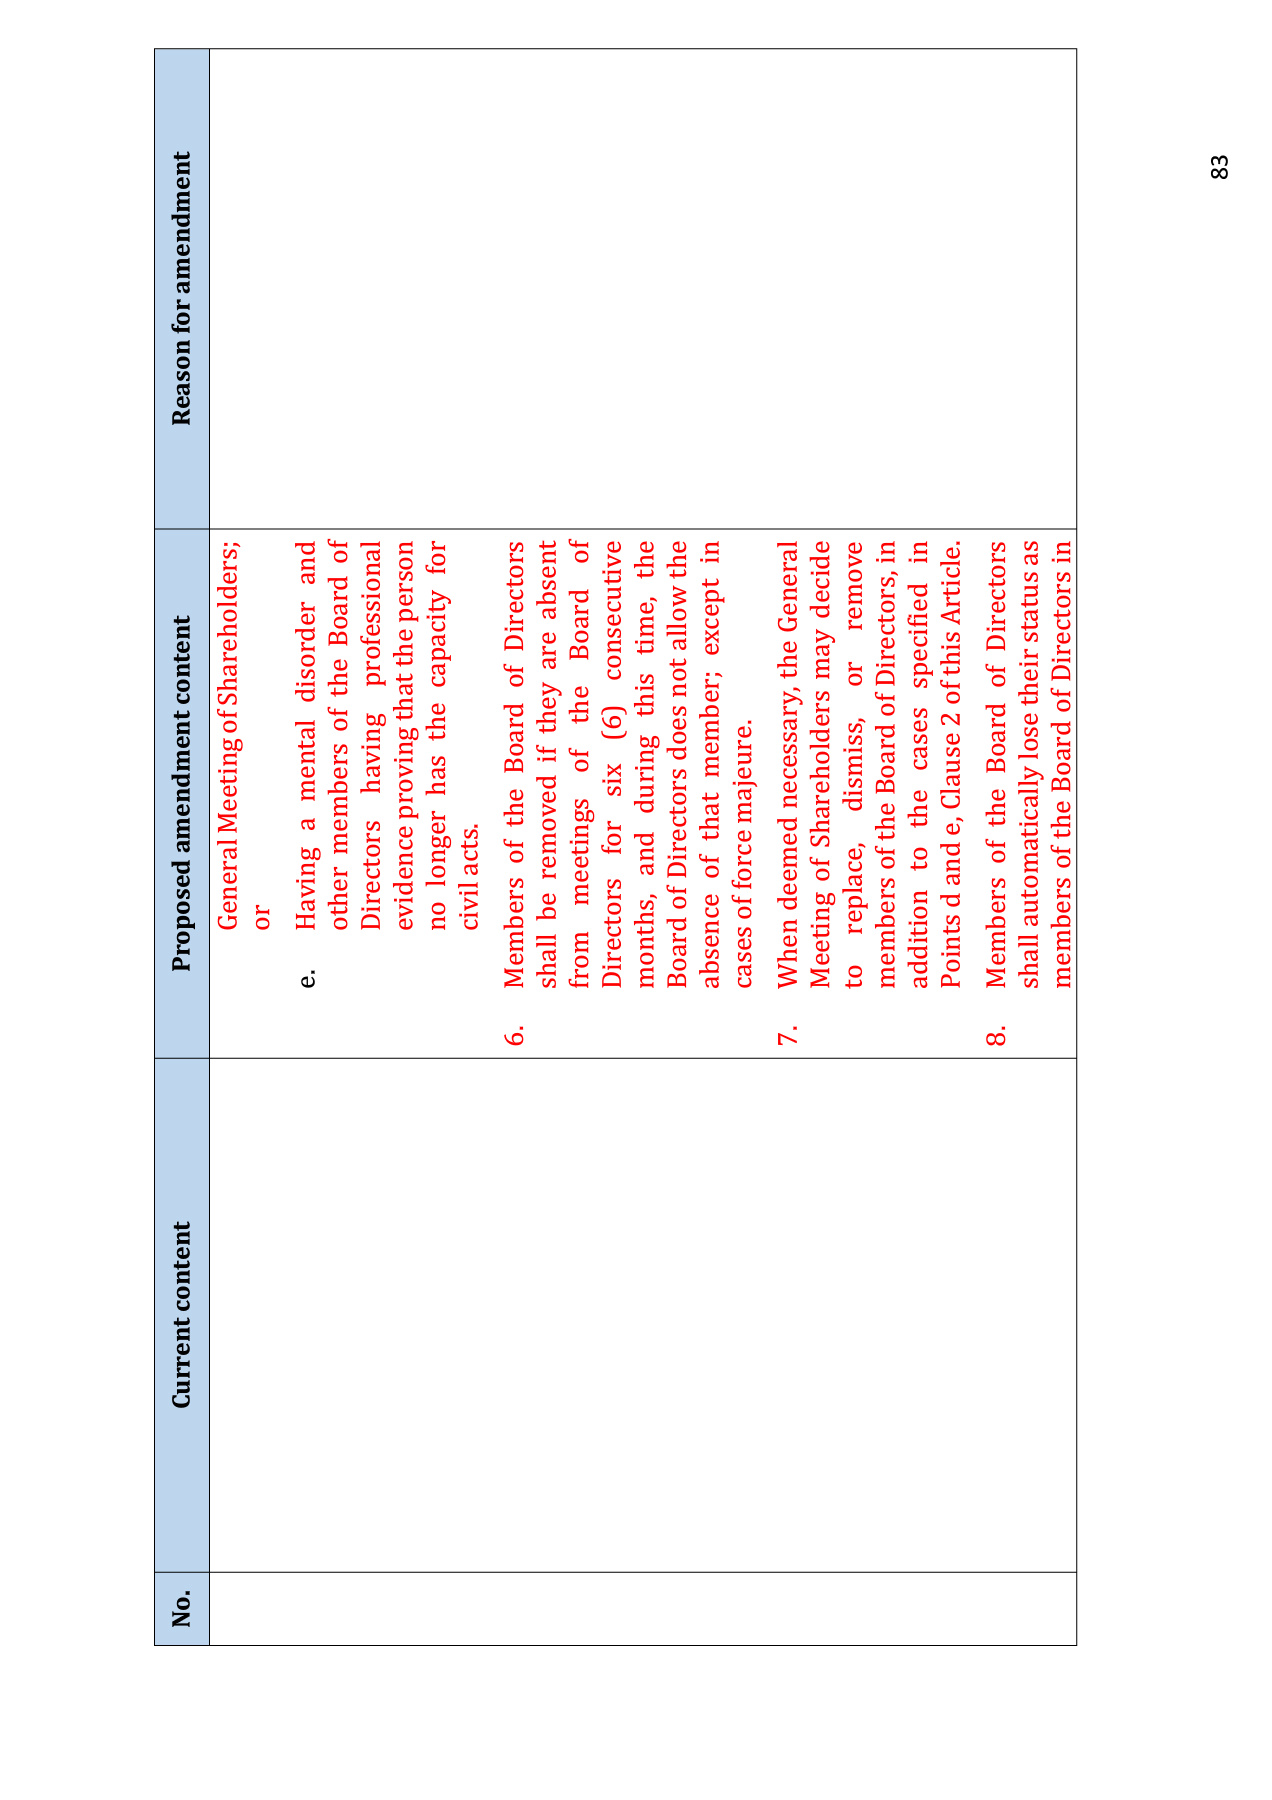 No. Current content Proposed amendment content Reason for amendment
General Meeting of Shareholders;
or
e. Having a mental disorder and
other members of the Board of
Directors having professional
evidence proving that the person
no longer has the capacity for
civil acts.
6. Members of the Board of Directors
shall be removed if they are absent
from meetings of the Board of
Directors for six (6) consecutive
months, and during this time, the
Board of Directors does not allow the
absence of that member; except in
cases of force majeure.
7. When deemed necessary, the General
Meeting of Shareholders may decide
to replace, dismiss, or remove
members of the Board of Directors, in
addition to the cases specified in
Points d and e, Clause 2 of this Article.
8. Members of the Board of Directors
shall automatically lose their status as
members of the Board of Directors in
83